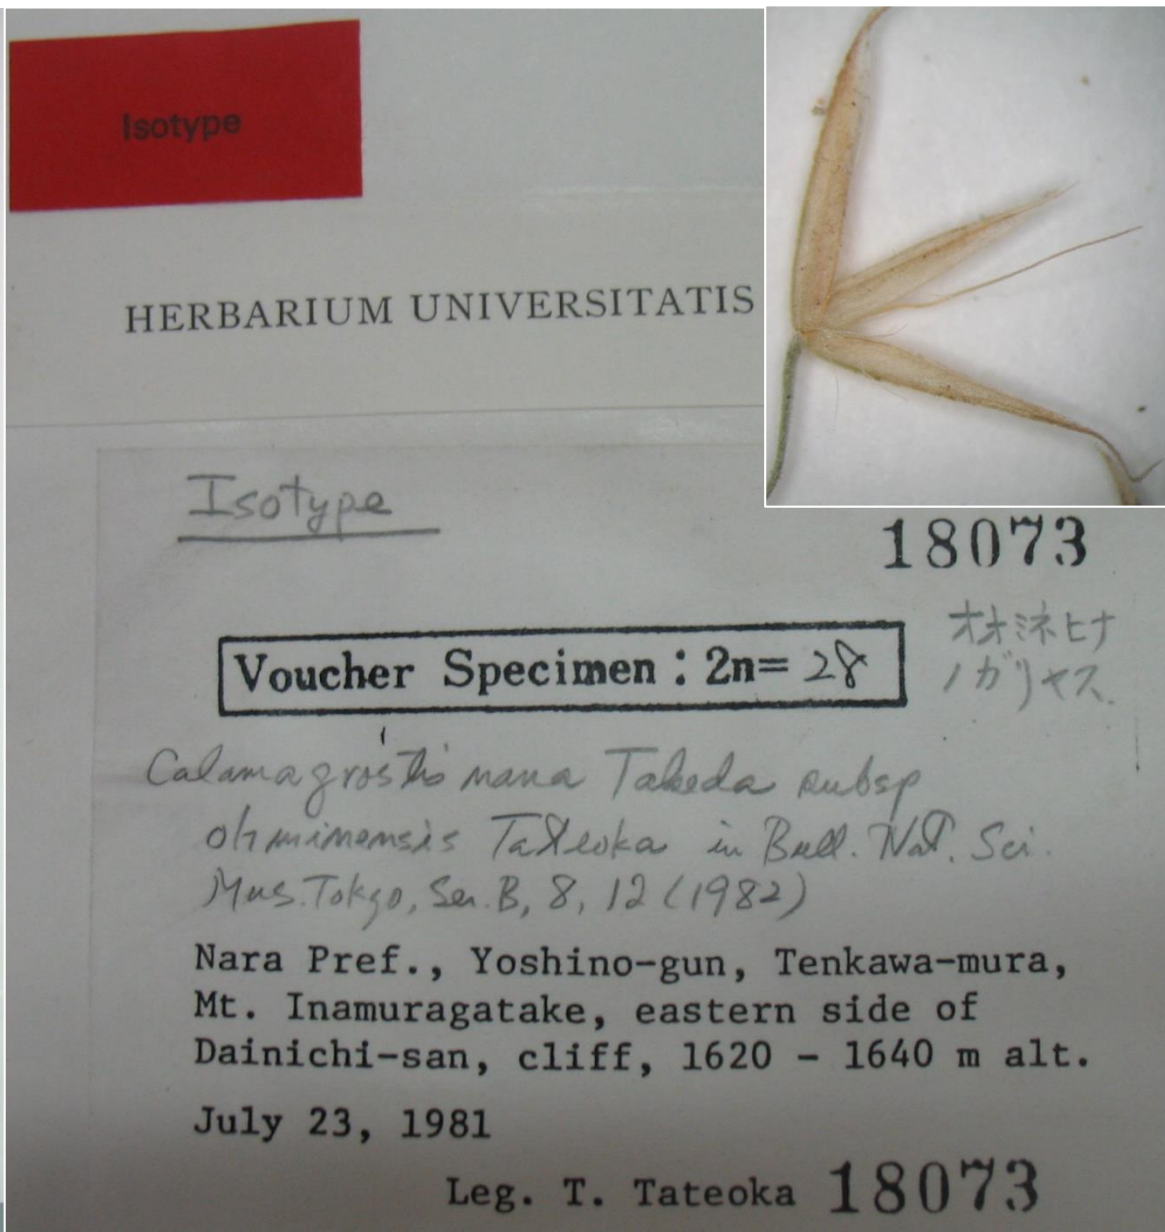 Isotype
HERBARIUM UNIVERSITATIS
Isotype
18073
オオミネヒナ
ノガリヤス
Voucher Specimen : 2n= 28
Calamagrostis nana Takeda subsp
ohminensis Tateoka in Bull. Nat. Sci.
Mus. Tokyo, Ser. B, 8, 12 (1982)
Nara Pref., Yoshino-gun, Tenkawa-mura,
Mt. Inamuragatake, eastern side of
Dainichi-san, cliff, 1620 - 1640 m alt.
July 23, 1981
Leg. T. Tateoka 18073